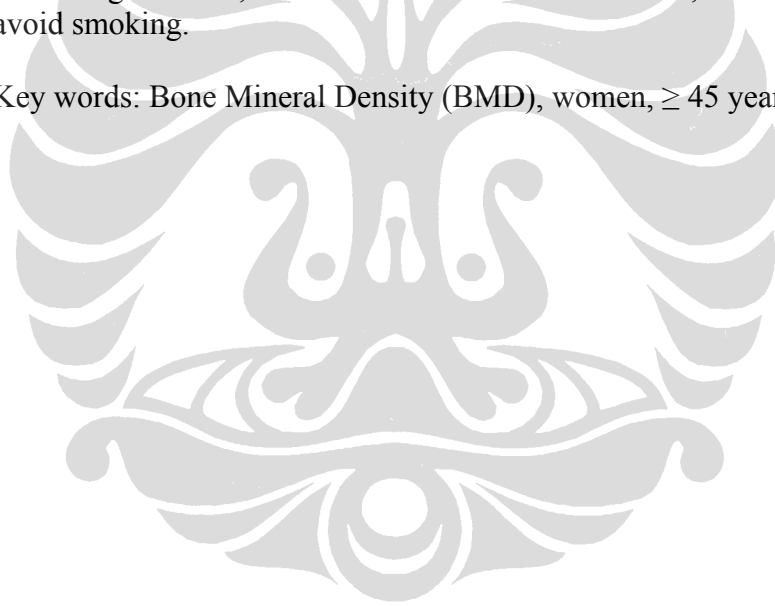 avoid smoking.
Key words: Bone Mineral Density (BMD), women, ≥ 45 year